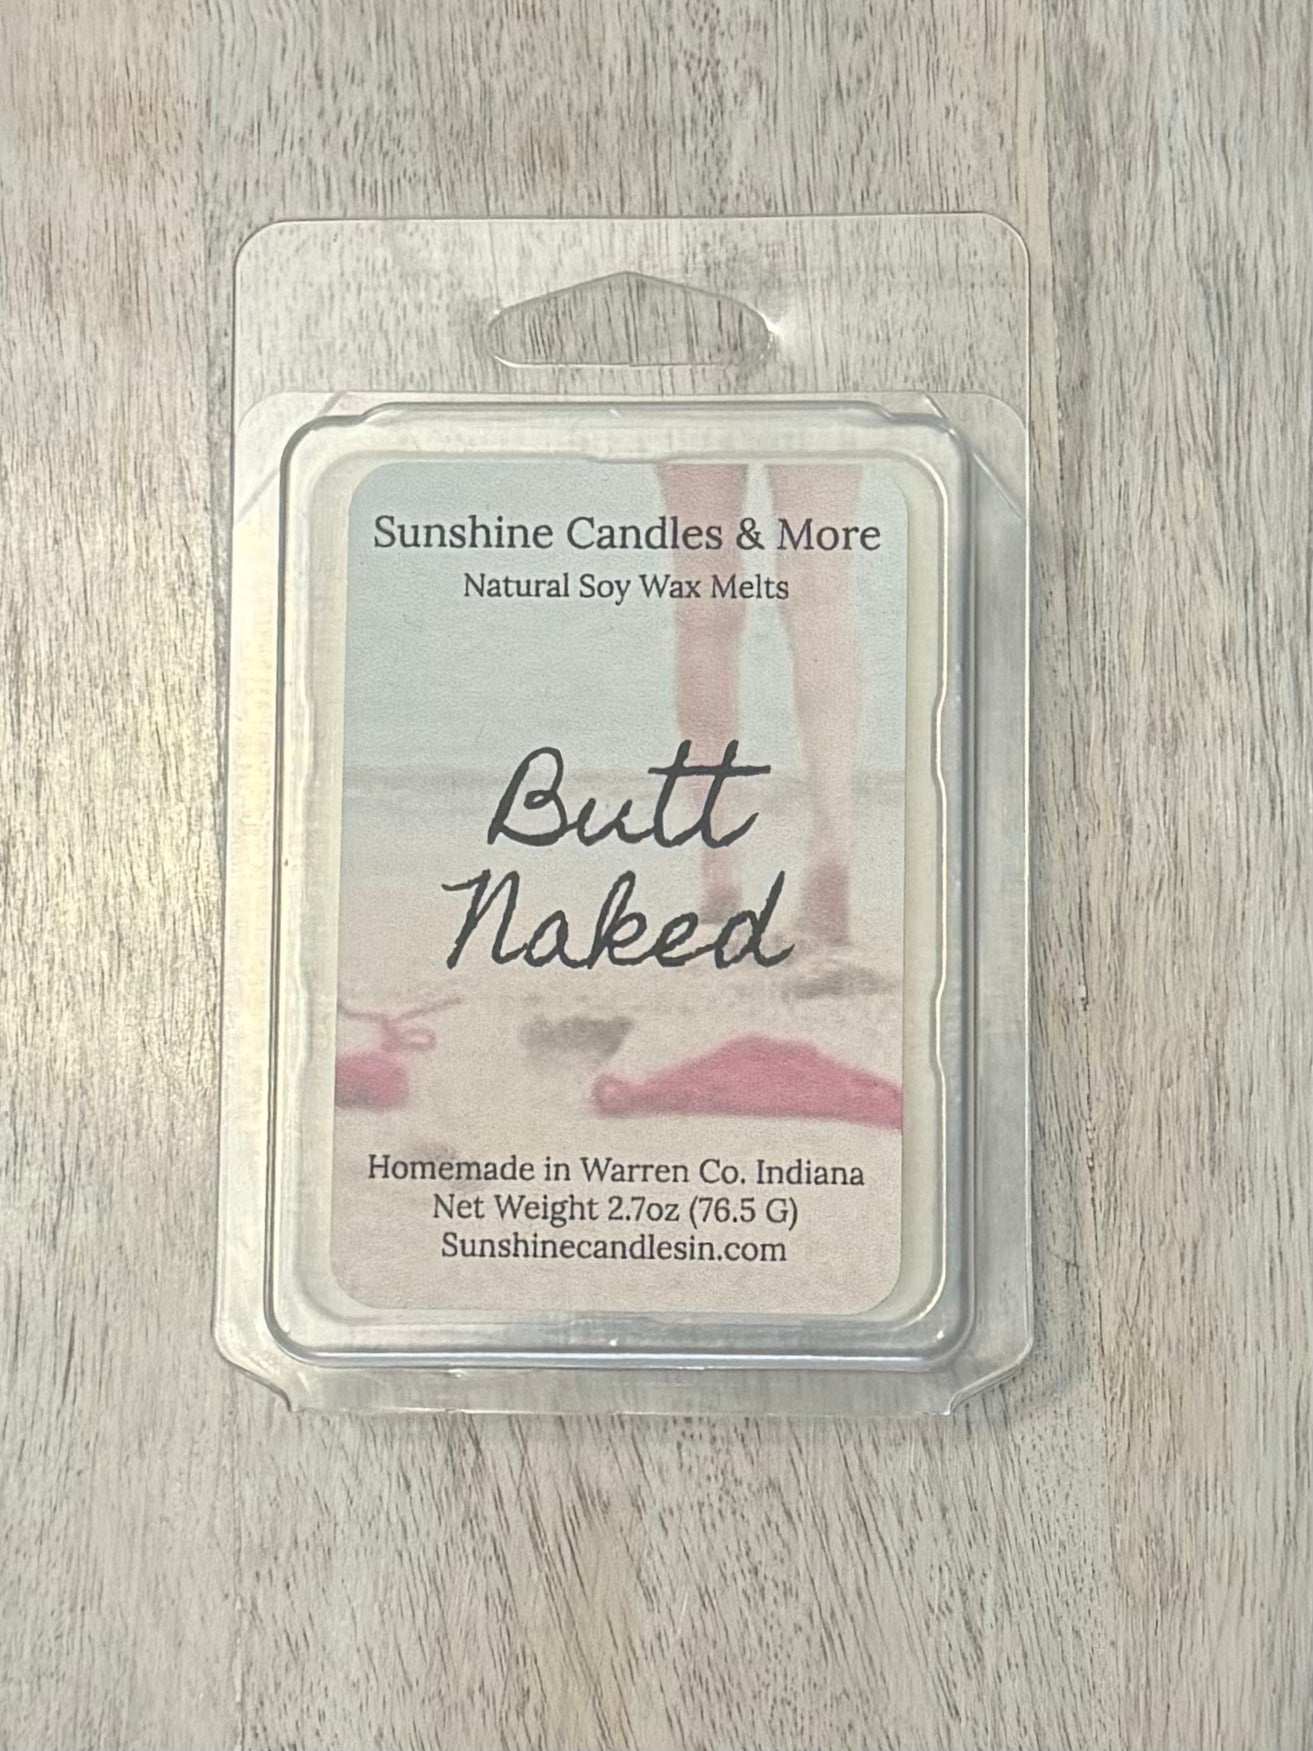 Sunshine Candles & More
Natural Soy Wax Melts
Butt
Naked
Homemade in Warren Co. Indiana
Net Weight 2.7oz (76.5 G)
Sunshinecandlesin.com